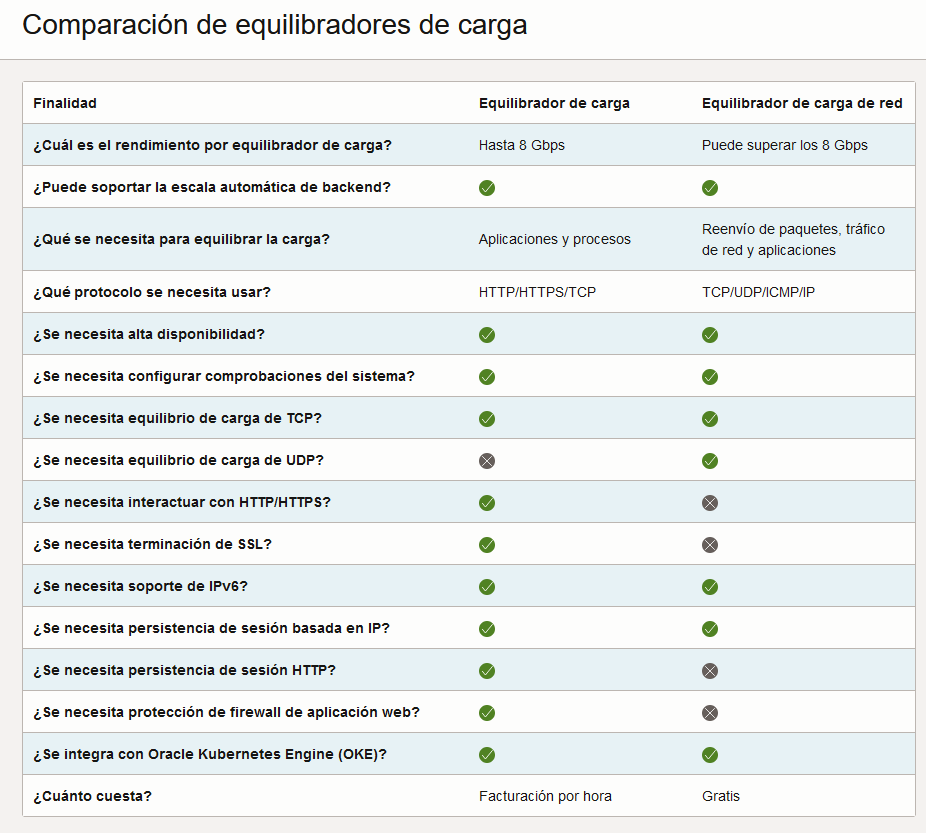 Comparación de equilibradores de carga
Finalidad Equilibrador de carga Equilibrador de carga de red
¿Cuál es el rendimiento por equilibrador de carga? Hasta 8 Gbps Puede superar los 8 Gbps
¿Puede soportar la escala automática de backend?
¿Qué se necesita para equilibrar la carga? Aplicaciones y procesos Reenvío de paquetes, tráfico
de red y aplicaciones
¿Qué protocolo se necesita usar? HTTP/HTTPS/TCP TCP/UDP/ICMP/IP
¿Se necesita alta disponibilidad?
¿Se necesita configurar comprobaciones del sistema?
¿Se necesita equilibrio de carga de TCP?
¿Se necesita equilibrio de carga de UDP?
¿Se necesita interactuar con HTTP/HTTPS?
¿Se necesita terminación de SSL?
¿Se necesita soporte de IPv6?
¿Se necesita persistencia de sesión basada en IP?
¿Se necesita persistencia de sesión HTTP?
¿Se necesita protección de firewall de aplicación web?
¿Se integra con Oracle Kubernetes Engine (OKE)?
¿Cuánto cuesta? Facturación por hora Gratis